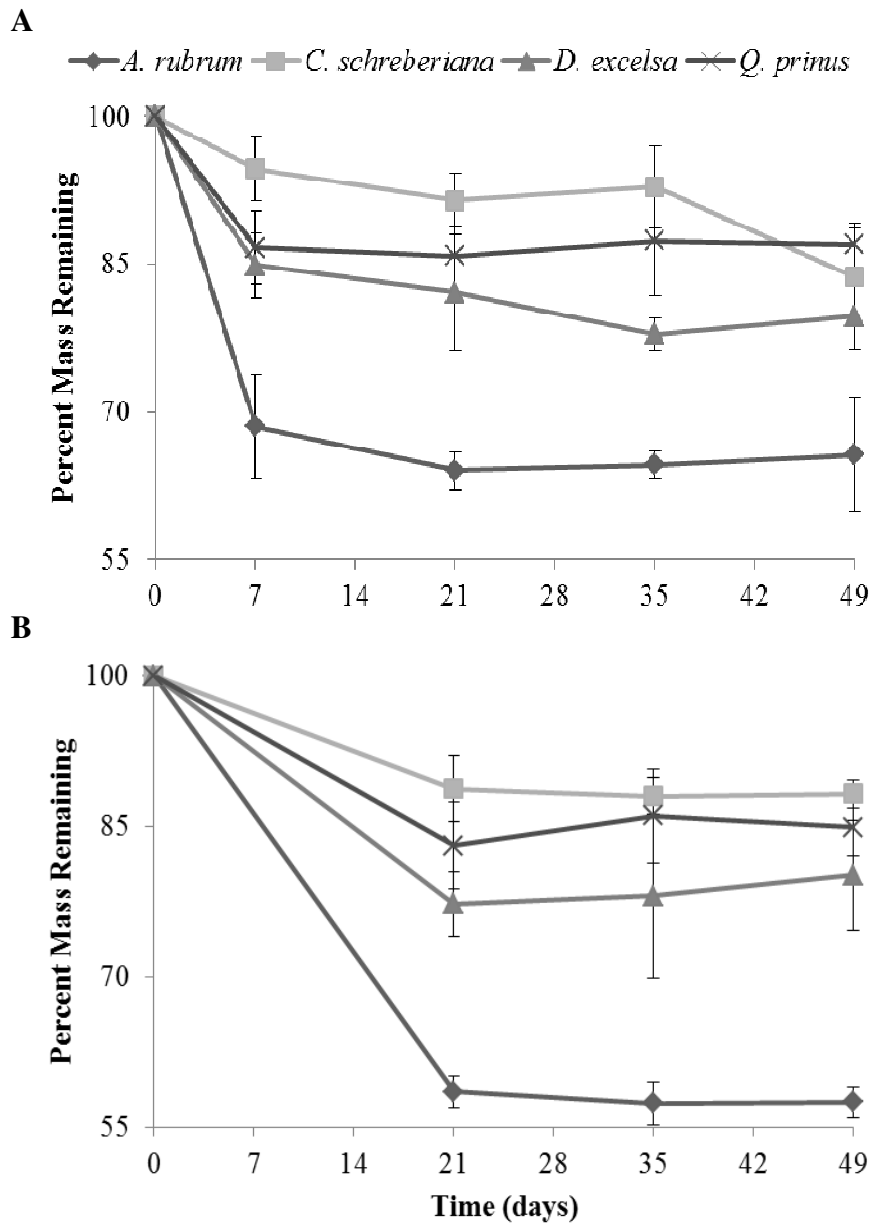 A
A. rubrum C. schreberiana D. excelsa Q. prinus
100
85
70
55
Percent Mass Remaining
0 7 14 21 28 35 42 49
B
100
85
70
55
Percent Mass Remaining
0 7 14 21 28 35 42 49
Time (days)